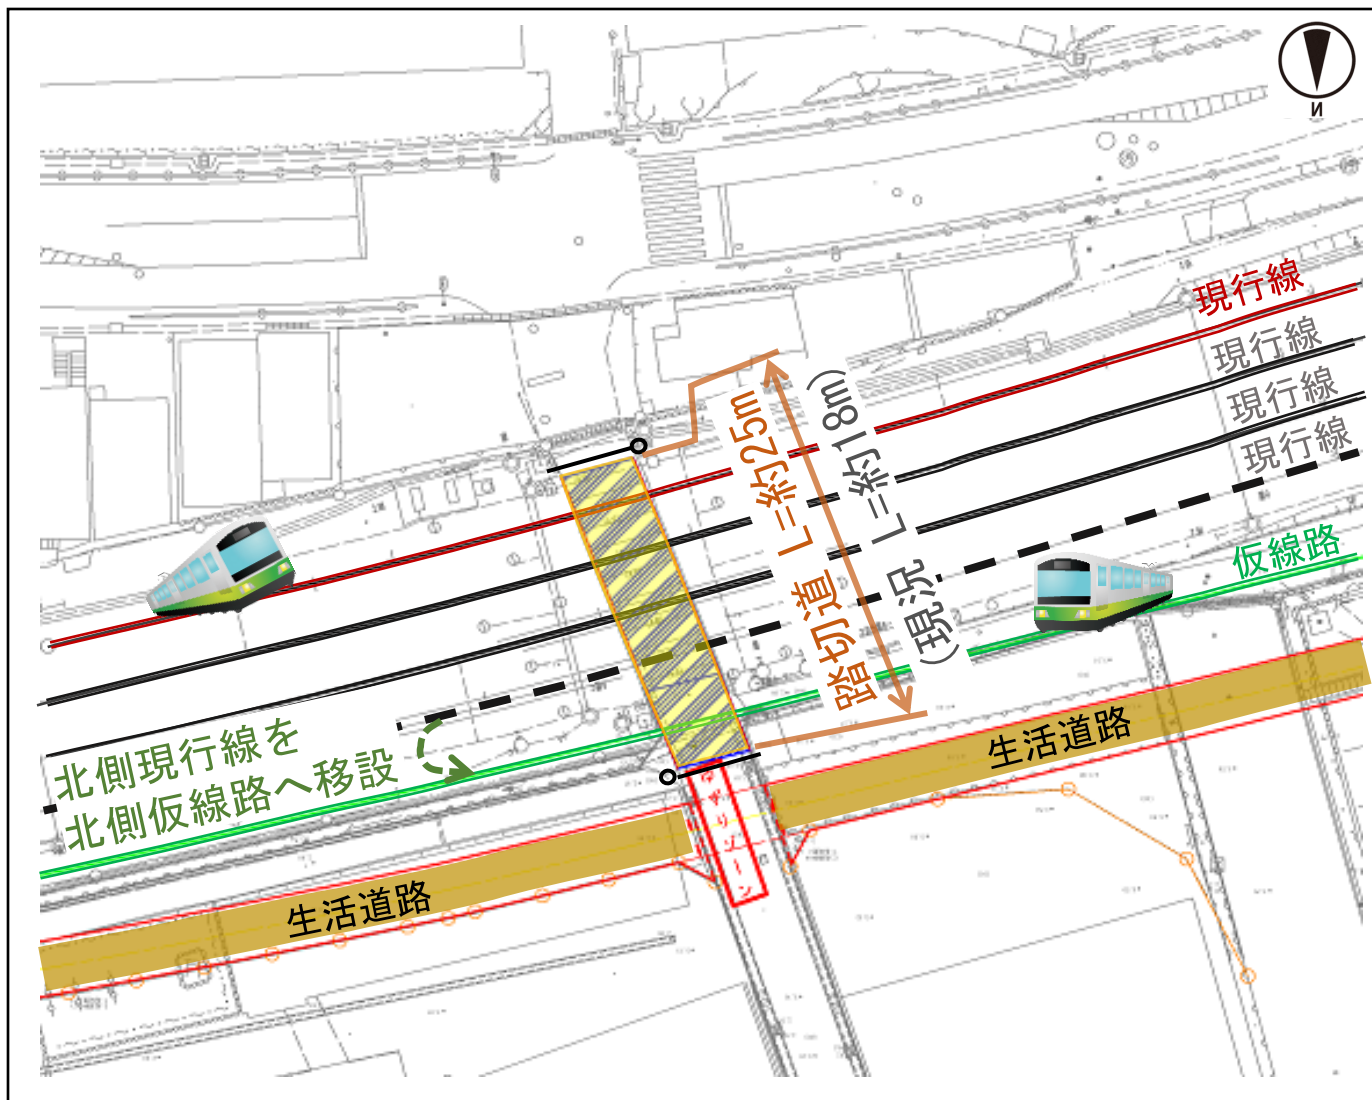 N
現行線
現行線
現行線
現行線
仮線路
踏切道 L=約25m
(現況 L=約18m)
北側現行線を
北側仮線路へ移設
生活道路
生活道路